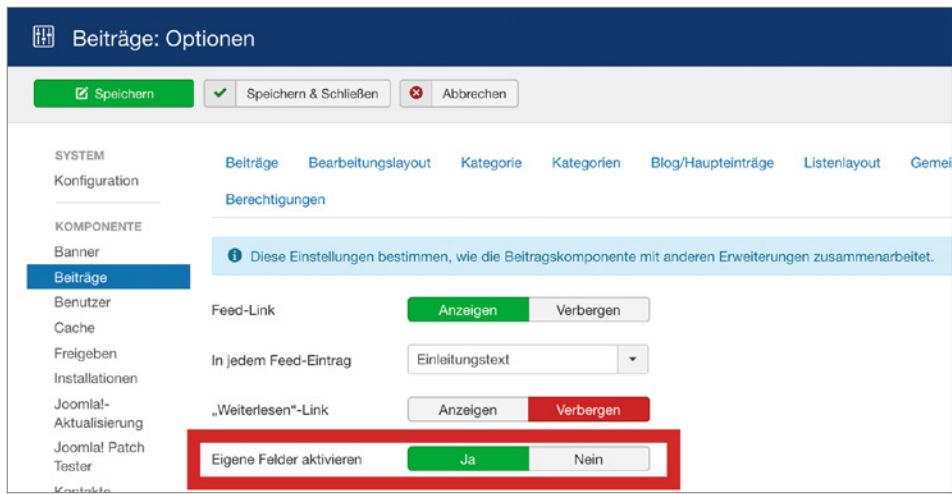 Beiträge: Optionen
Speichern
Speichern & Schließen
Abbrechen
SYSTEM
Konfiguration
KOMPONENTE
Banner
Beiträge
Benutzer
Cache
Freigeben
Installationen
Joomla!-
Aktualisierung
Joomla! Patch
Tester
Kontakte
Beiträge
Bearbeitungslayout
Kategorie
Kategorien
Blog/Haupteinträge
Listenlayout
Gemei
Berechtigungen
Diese Einstellungen bestimmen, wie die Beitragskomponente mit anderen Erweiterungen zusammenarbeitet.
Feed-Link
Anzeigen
Verbergen
In jedem Feed-Eintrag
Einleitungstext
„Weiterlesen“-Link
Anzeigen
Verbergen
Eigene Felder aktivieren
Ja
Nein